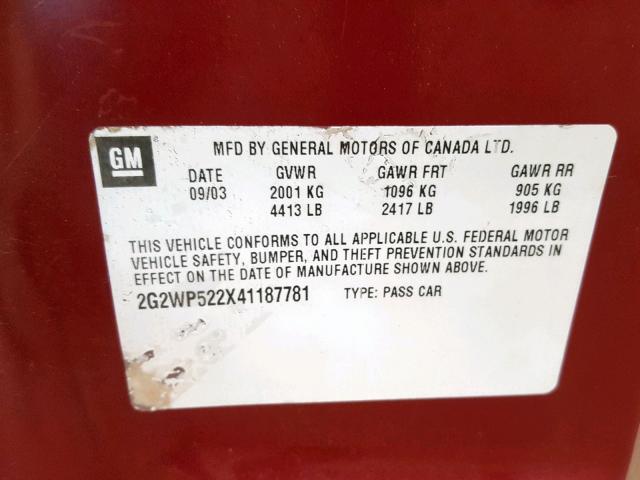 GM
MFD BY GENERAL MOTORS OF CANADA LTD.
DATE GVWR GAWR FRT GAWR RR
09/03 2001 KG 1096 KG 905 KG
4413 LB 2417 LB 1996 LB
THIS VEHICLE CONFORMS TO ALL APPLICABLE U.S. FEDERAL MOTOR
VEHICLE SAFETY, BUMPER, AND THEFT PREVENTION STANDARDS IN
EFFECT ON THE DATE OF MANUFACTURE SHOWN ABOVE.
2G2WP522X41187781 TYPE: PASS CAR